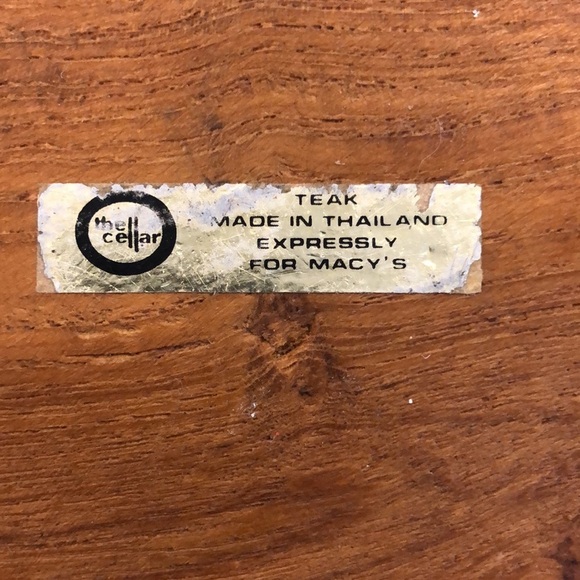 the
cellar
TEAK
MADE IN THAILAND
EXPRESSLY
FOR MACY'S